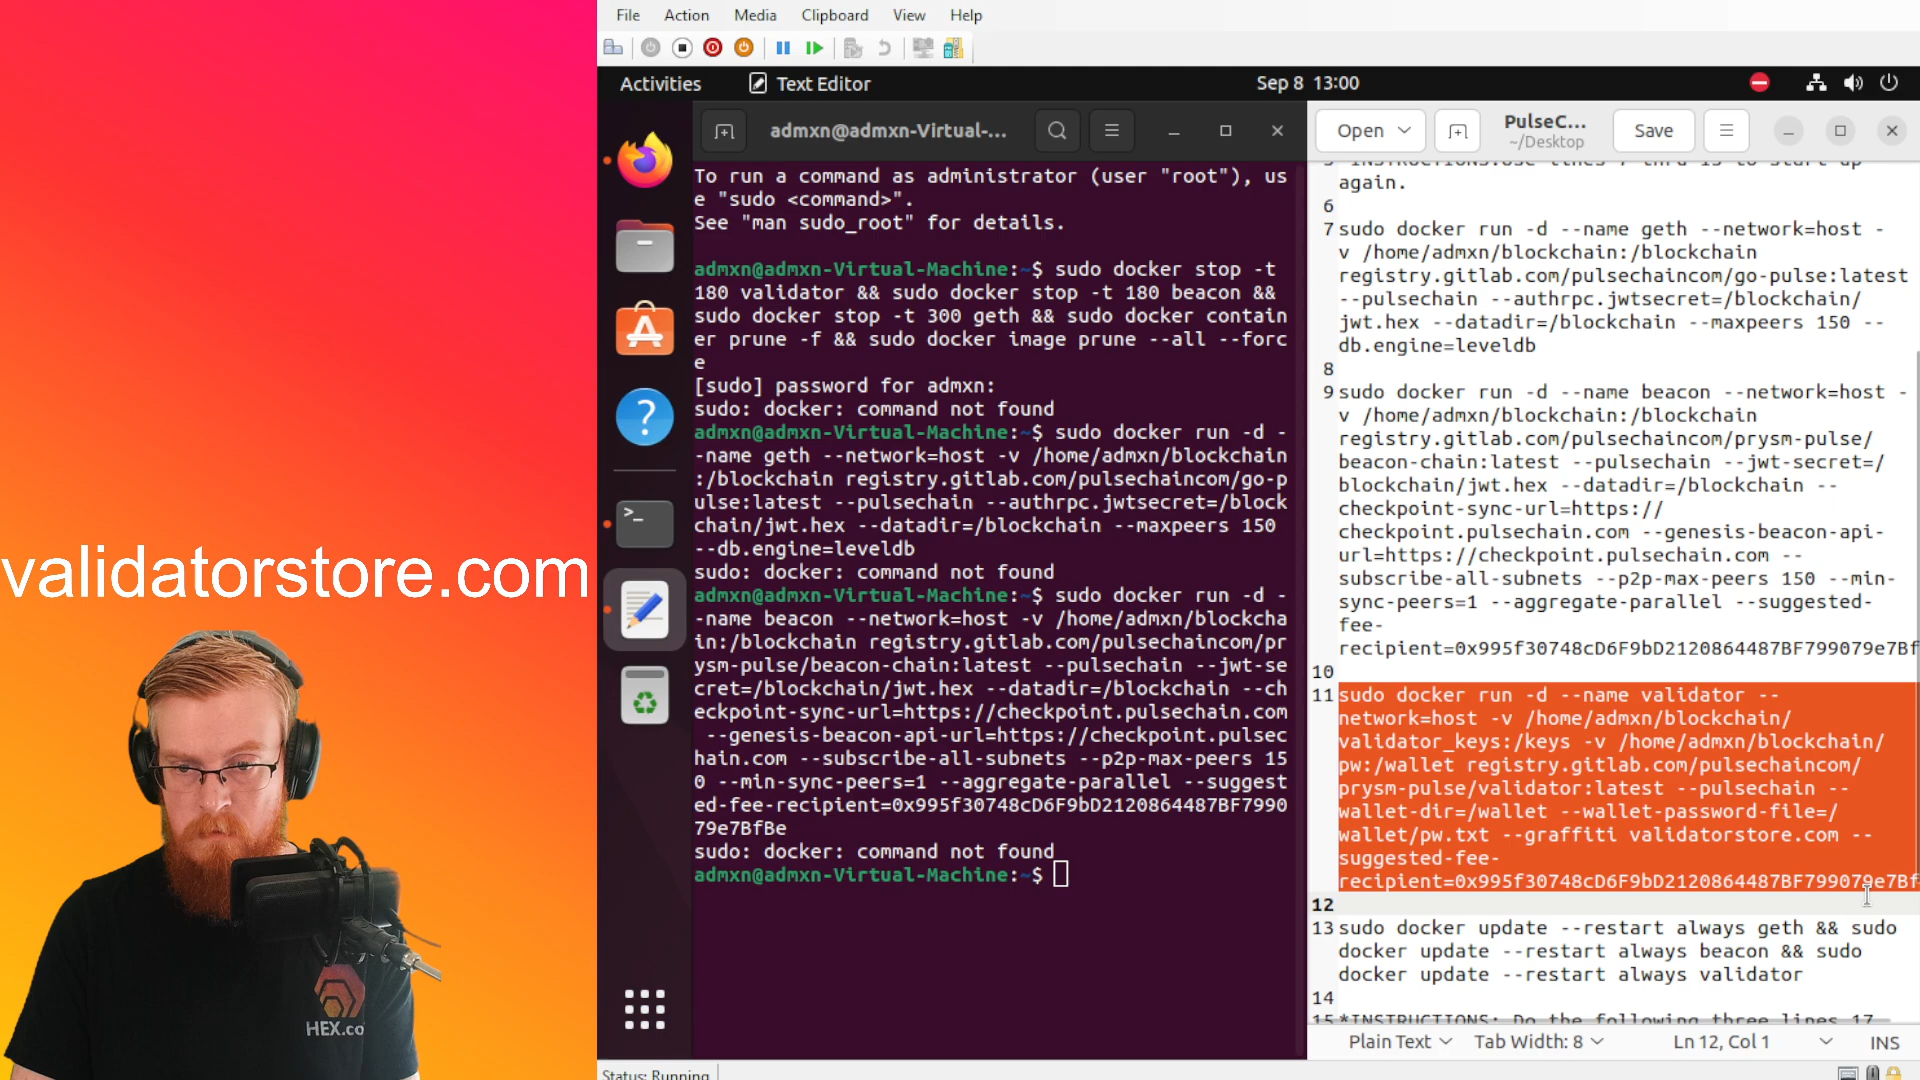 validatorstore.com
HEX.co
File Action Media Clipboard View Help
Activities Text Editor Sep 8 13:00
admxn@admxn-Virtual-...
To run a command as administrator (user "root"), us
e "sudo <command>".
See "man sudo_root" for details.
admxn@admxn-Virtual-Machine:~$ sudo docker stop -t
180 validator && sudo docker stop -t 180 beacon &&
sudo docker stop -t 300 geth && sudo docker contain
er prune -f && sudo docker image prune --all --forc
e
[sudo] password for admxn:
sudo: docker: command not found
admxn@admxn-Virtual-Machine:~$ sudo docker run -d -
-name geth --network=host -v /home/admxn/blockchain
:/blockchain registry.gitlab.com/pulsechaincom/go-p
ulse:latest --pulsechain --authrpc.jwtsecret=/block
chain/jwt.hex --datadir=/blockchain --maxpeers 150
--db.engine=leveldb
sudo: docker: command not found
admxn@admxn-Virtual-Machine:~$ sudo docker run -d -
-name beacon --network=host -v /home/admxn/blockcha
in:/blockchain registry.gitlab.com/pulsechaincom/pr
ysm-pulse/beacon-chain:latest --pulsechain --jwt-se
cret=/blockchain/jwt.hex --datadir=/blockchain --ch
eckpoint-sync-url=https://checkpoint.pulsechain.com
--genesis-beacon-api-url=https://checkpoint.pulsec
hain.com --subscribe-all-subnets --p2p-max-peers 15
0 --min-sync-peers=1 --aggregate-parallel --suggest
ed-fee-recipient=0x995f30748cD6F9bD2120864487BF7990
79e7BfBe
sudo: docker: command not found
admxn@admxn-Virtual-Machine:~$
Open PulseC... Save
~/Desktop
again.
6
7 sudo docker run -d --name geth --network=host -
v /home/admxn/blockchain:/blockchain
registry.gitlab.com/pulsechaincom/go-pulse:latest
--pulsechain --authrpc.jwtsecret=/blockchain/
jwt.hex --datadir=/blockchain --maxpeers 150 --
db.engine=leveldb
8
9 sudo docker run -d --name beacon --network=host -
v /home/admxn/blockchain:/blockchain
registry.gitlab.com/pulsechaincom/prysm-pulse/
beacon-chain:latest --pulsechain --jwt-secret=/
blockchain/jwt.hex --datadir=/blockchain --
checkpoint-sync-url=https://
checkpoint.pulsechain.com --genesis-beacon-api-
url=https://checkpoint.pulsechain.com --
subscribe-all-subnets --p2p-max-peers 150 --min-
sync-peers=1 --aggregate-parallel --suggested-
fee-
recipient=0x995f30748cD6F9bD2120864487BF799079e7Bf
10
11 sudo docker run -d --name validator --
network=host -v /home/admxn/blockchain/
validator_keys:/keys -v /home/admxn/blockchain/
pw:/wallet registry.gitlab.com/pulsechaincom/
prysm-pulse/validator:latest --pulsechain --
wallet-dir=/wallet --wallet-password-file=/
wallet/pw.txt --graffiti validatorstore.com --
suggested-fee-
recipient=0x995f30748cD6F9bD2120864487BF799079e7Bf
12
13 sudo docker update --restart always geth && sudo
docker update --restart always beacon && sudo
docker update --restart always validator
14
15 *INSTRUCTIONS: Do the following three lines 17
Plain Text Tab Width: 8 Ln 12, Col 1 INS
Status: Running